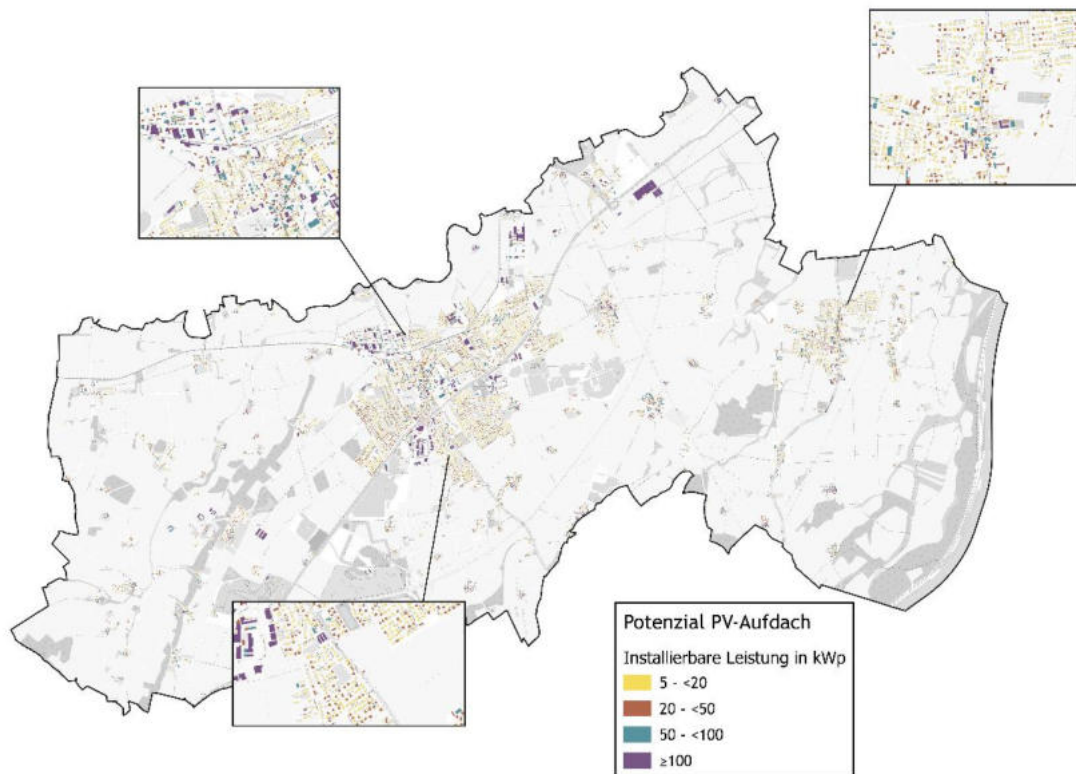 Potenzial PV-Aufdach
Installierbare Leistung in kWp
5 - <20
20 - <50
50 - <100
≥100